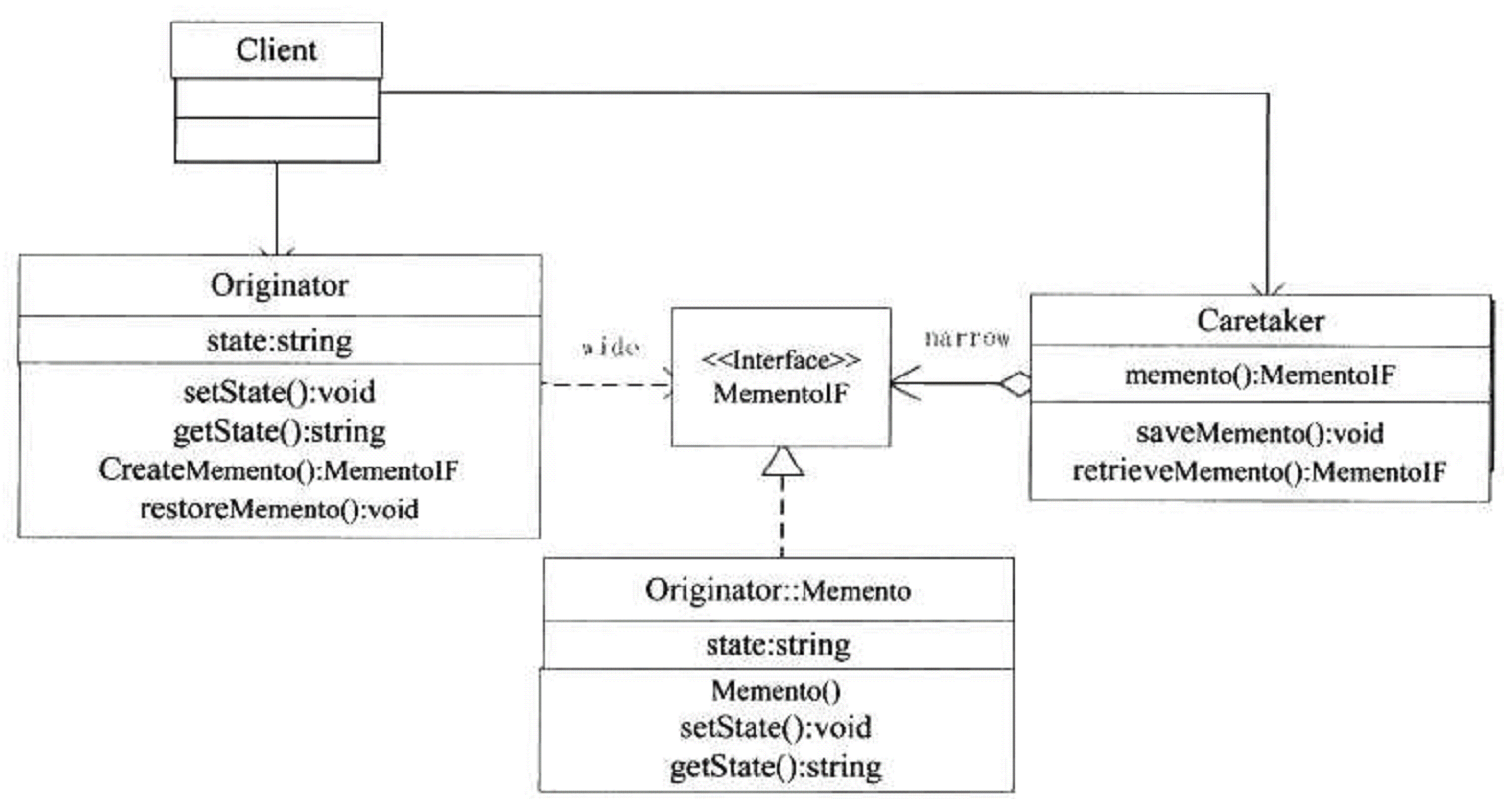 Client
Originator
state:string
setState():void
getState():string
CreateMemento():MementoIF
restoreMemento():void
wide
<<Interface>>
MementoIF
narrow
Caretaker
memento():MementoIF
saveMemento():void
retrieveMemento():MementoIF
Originator::Memento
state:string
Memento()
setState():void
getState():string